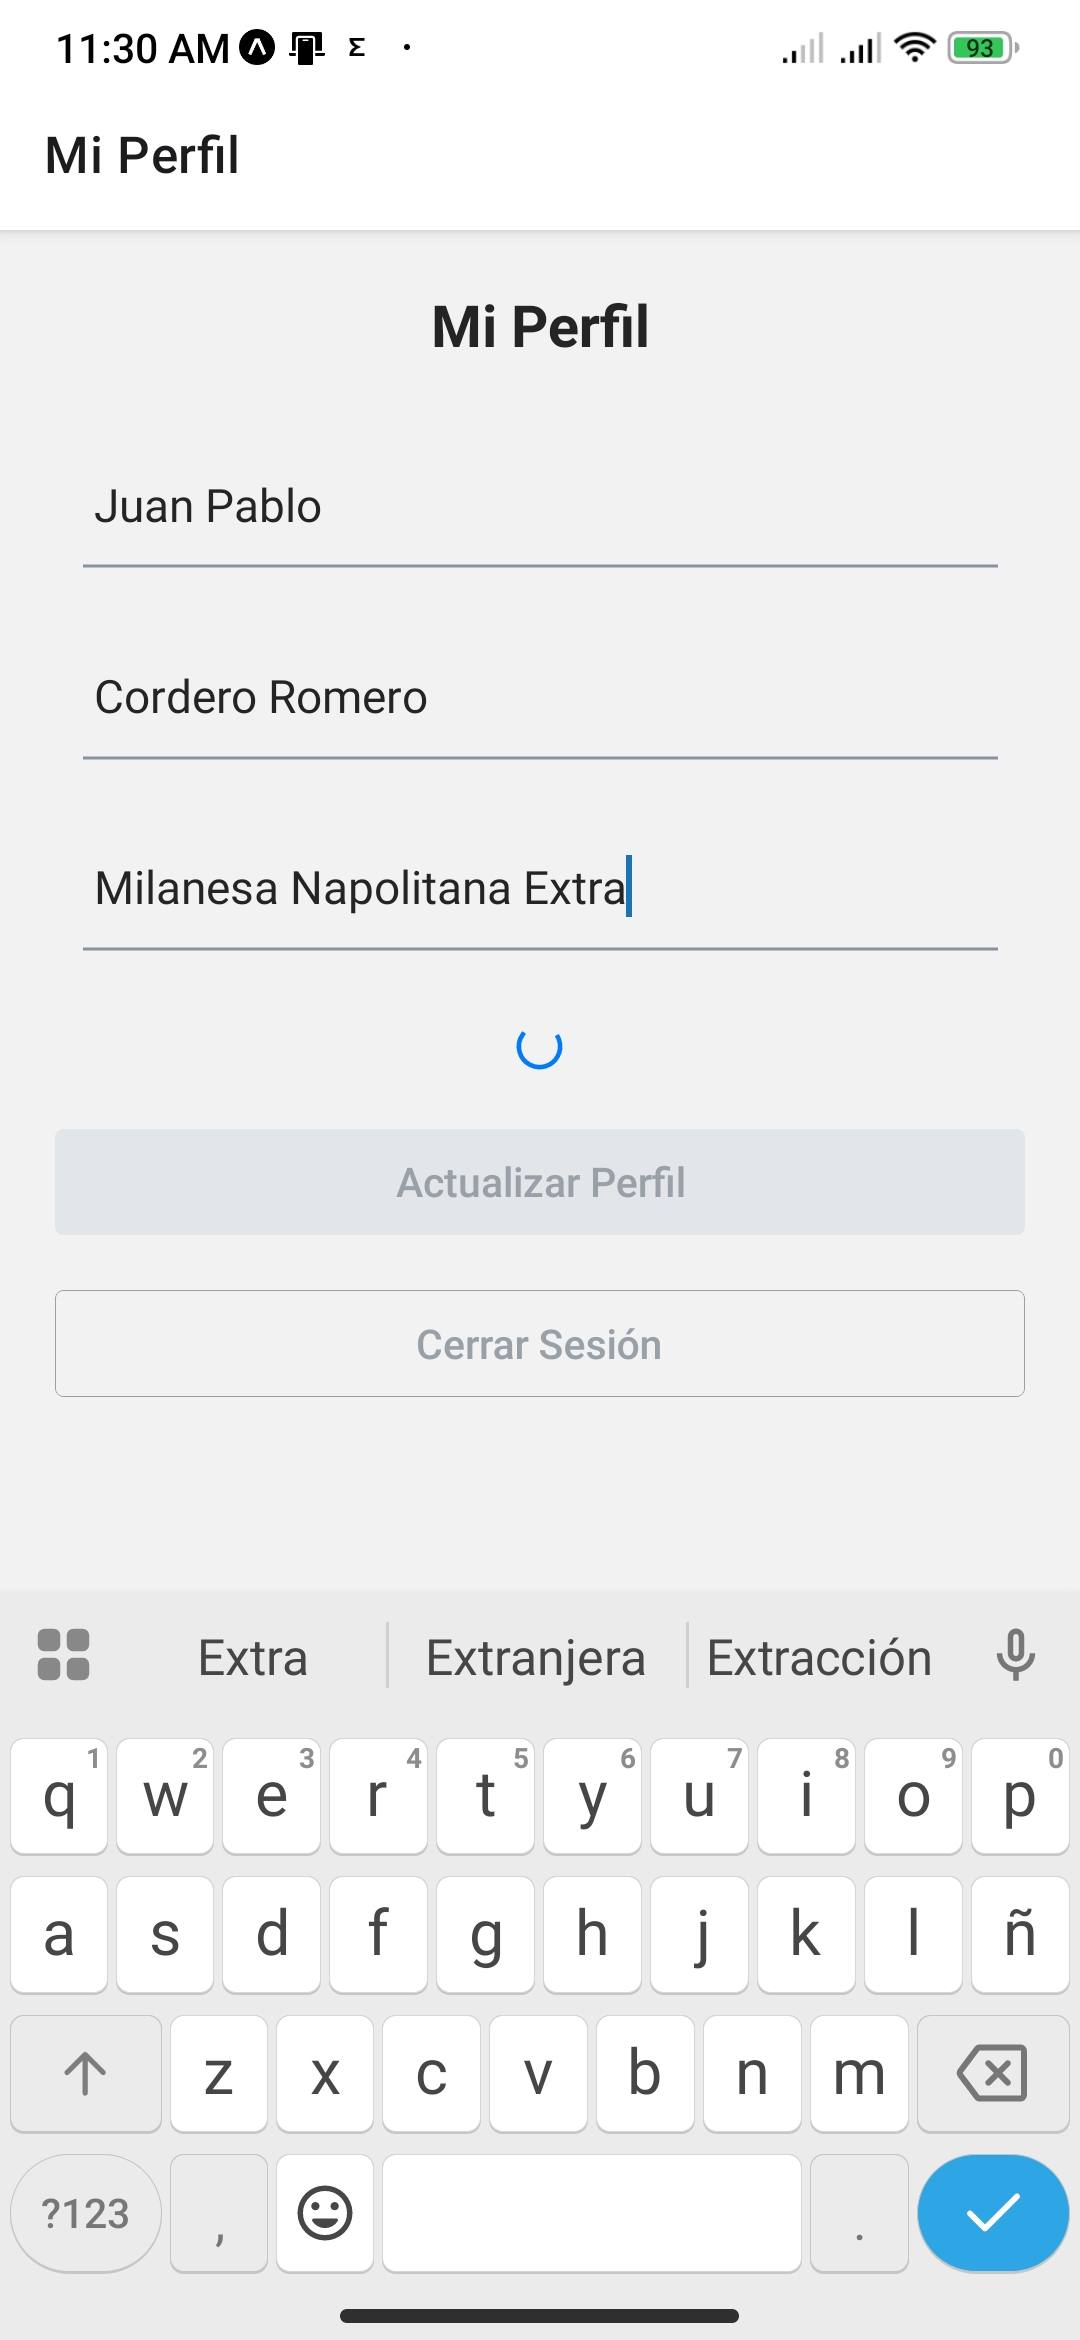 11:30 AM Σ
93
Mi Perfil
Mi Perfil
Juan Pablo
Cordero Romero
Milanesa Napolitana Extra
Actualizar Perfil
Cerrar Sesión
Extra Extranjera Extracción
1 2 3 4 5 6 7 8 9 0
q w e r t y u i o p
a s d f g h j k l ñ
z x c v b n m
?123 , .